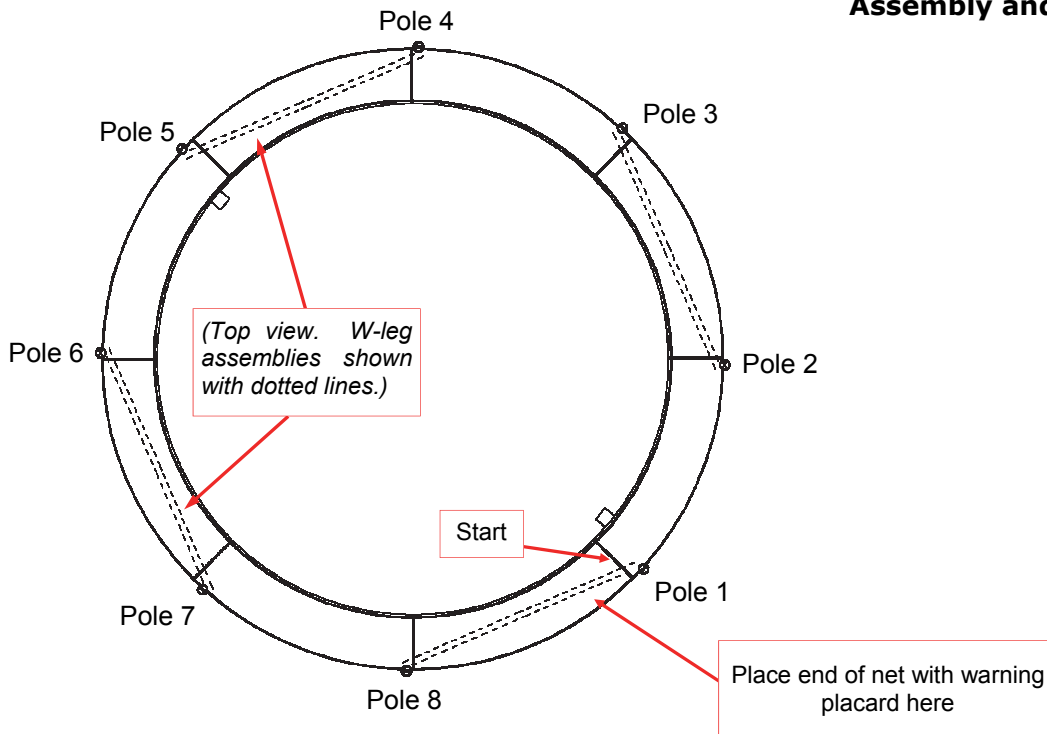 Assembly and
Pole 4
Pole 3
Pole 5
(Top view. W-leg
assemblies shown
with dotted lines.)
Pole 6
Pole 2
Start
Pole 1
Pole 7
Place end of net with warning
placard here
Pole 8